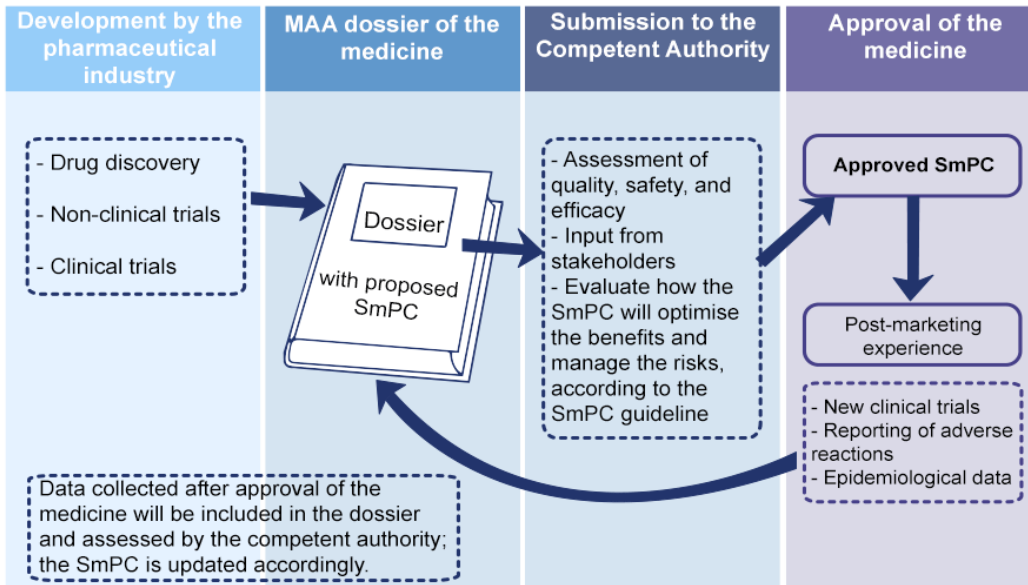 Development by the
pharmaceutical
industry
MAA dossier of the
medicine
Submission to the
Competent Authority
Approval of the
medicine
- Drug discovery
- Non-clinical trials
- Clinical trials
Dossier
with proposed
SmPC
- Assessment of
quality, safety, and
efficacy
- Input from
stakeholders
- Evaluate how the
SmPC will optimise
the benefits and
manage the risks,
according to the
SmPC guideline
Approved SmPC
Post-marketing
experience
- New clinical trials
- Reporting of adverse
reactions
- Epidemiological data
Data collected after approval of the
medicine will be included in the dossier
and assessed by the competent authority;
the SmPC is updated accordingly.